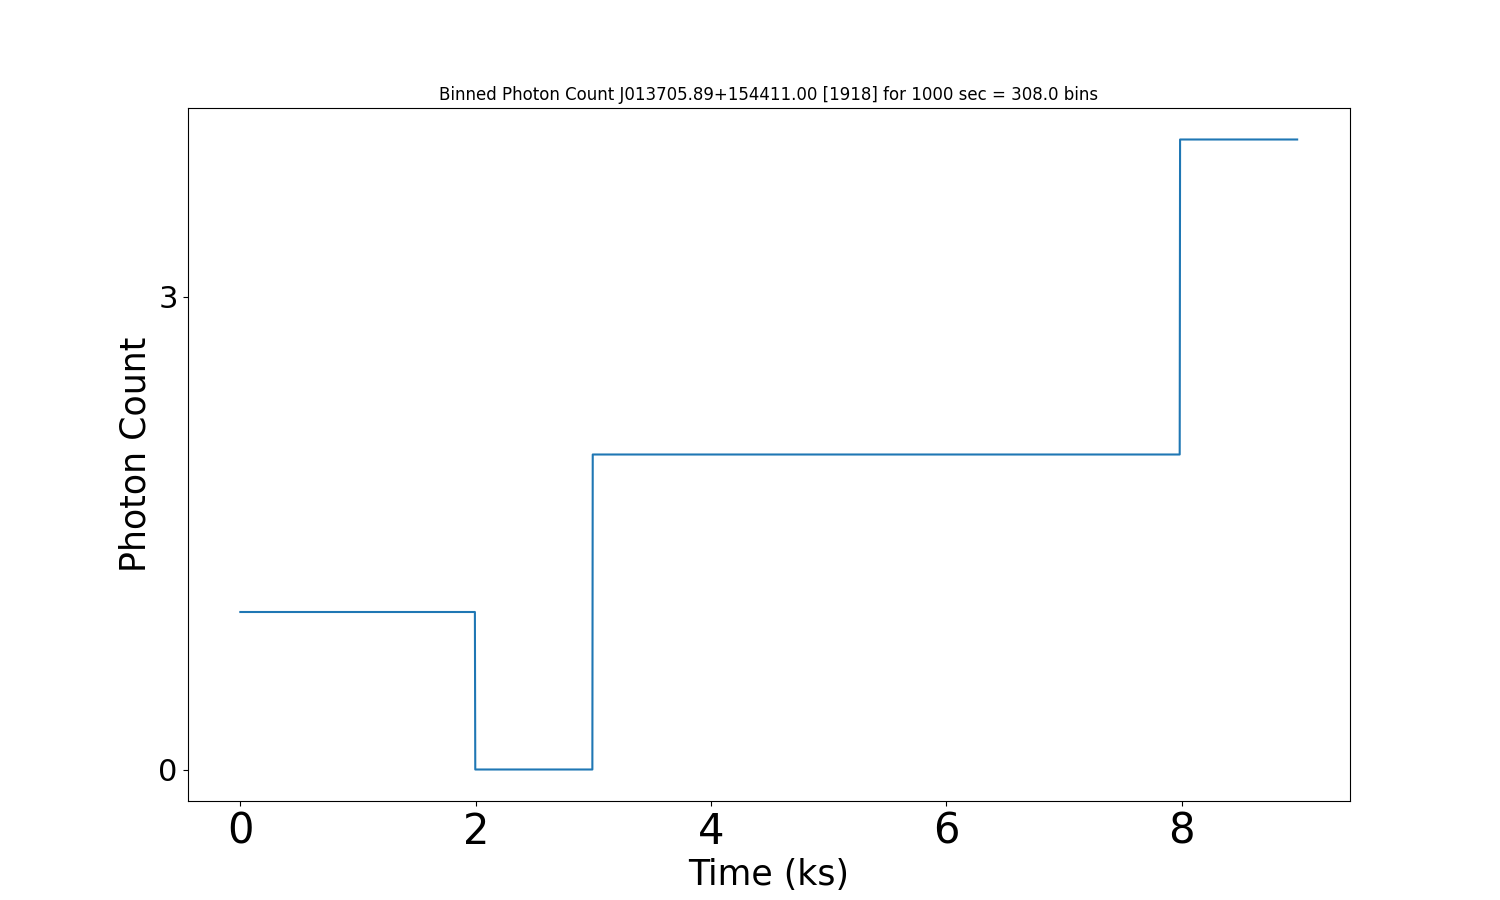 Binned Photon Count J013705.89+154411.00 [1918] for 1000 sec = 308.0 bins
3
Photon Count
0
0 2 4 6 8
Time (ks)